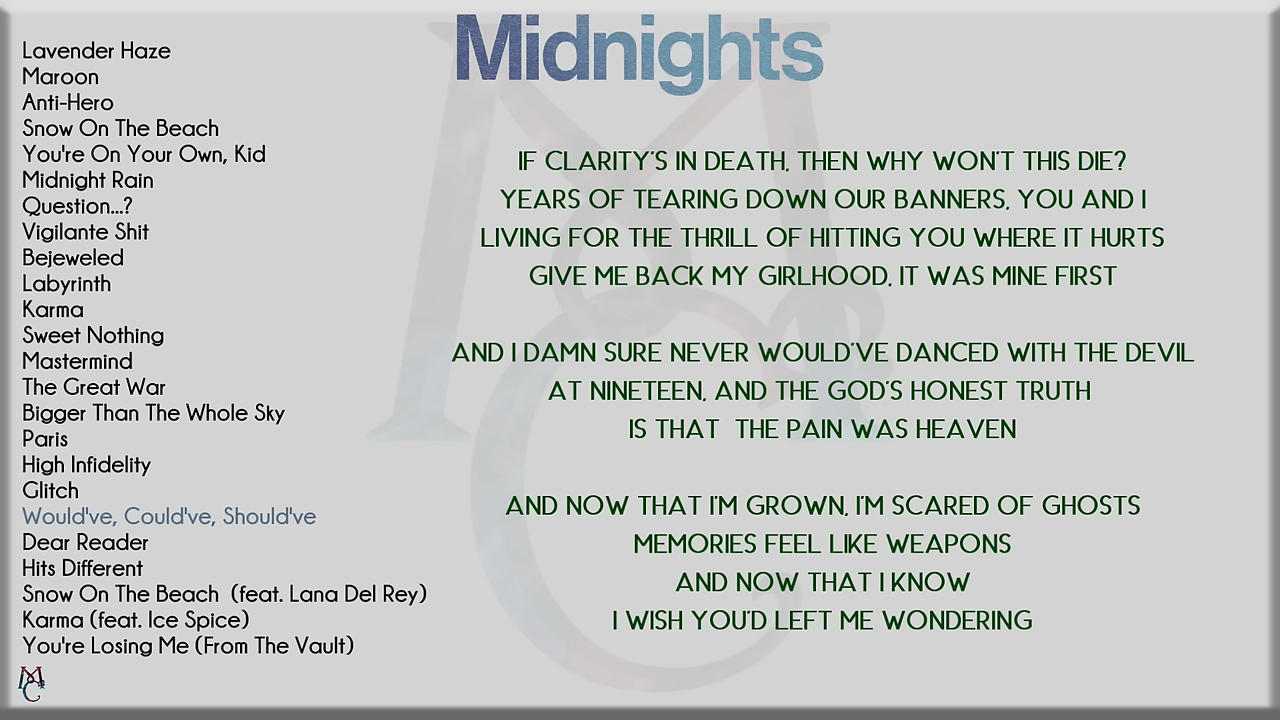 Midnights
Lavender Haze
Maroon
Anti-Hero
Snow On The Beach
You're On Your Own, Kid
Midnight Rain
Question...?
Vigilante Shit
Bejeweled
Labyrinth
Karma
Sweet Nothing
Mastermind
The Great War
Bigger Than The Whole Sky
Paris
High Infidelity
Glitch
Would've, Could've, Should've
Dear Reader
Hits Different
Snow On The Beach  (feat. Lana Del Rey)
Karma (feat. Ice Spice)
You're Losing Me (From The Vault)
IF CLARITY'S IN DEATH, THEN WHY WON'T THIS DIE?
YEARS OF TEARING DOWN OUR BANNERS, YOU AND I
LIVING FOR THE THRILL OF HITTING YOU WHERE IT HURTS
GIVE ME BACK MY GIRLHOOD, IT WAS MINE FIRST
AND I DAMN SURE NEVER WOULD'VE DANCED WITH THE DEVIL
AT NINETEEN, AND THE GOD'S HONEST TRUTH
IS THAT  THE PAIN WAS HEAVEN
AND NOW THAT I'M GROWN, I'M SCARED OF GHOSTS
MEMORIES FEEL LIKE WEAPONS
AND NOW THAT I KNOW
I WISH YOU'D LEFT ME WONDERING